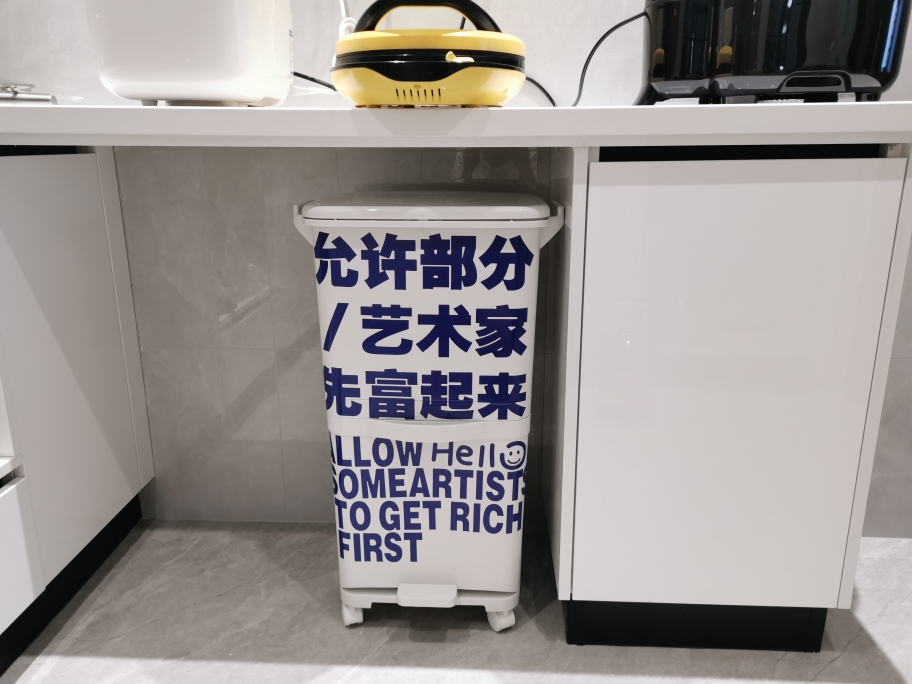 允许部分
/艺术家
先富起来
ALLOW Hello
SOMEARTISTS
TO GET RICH
FIRST